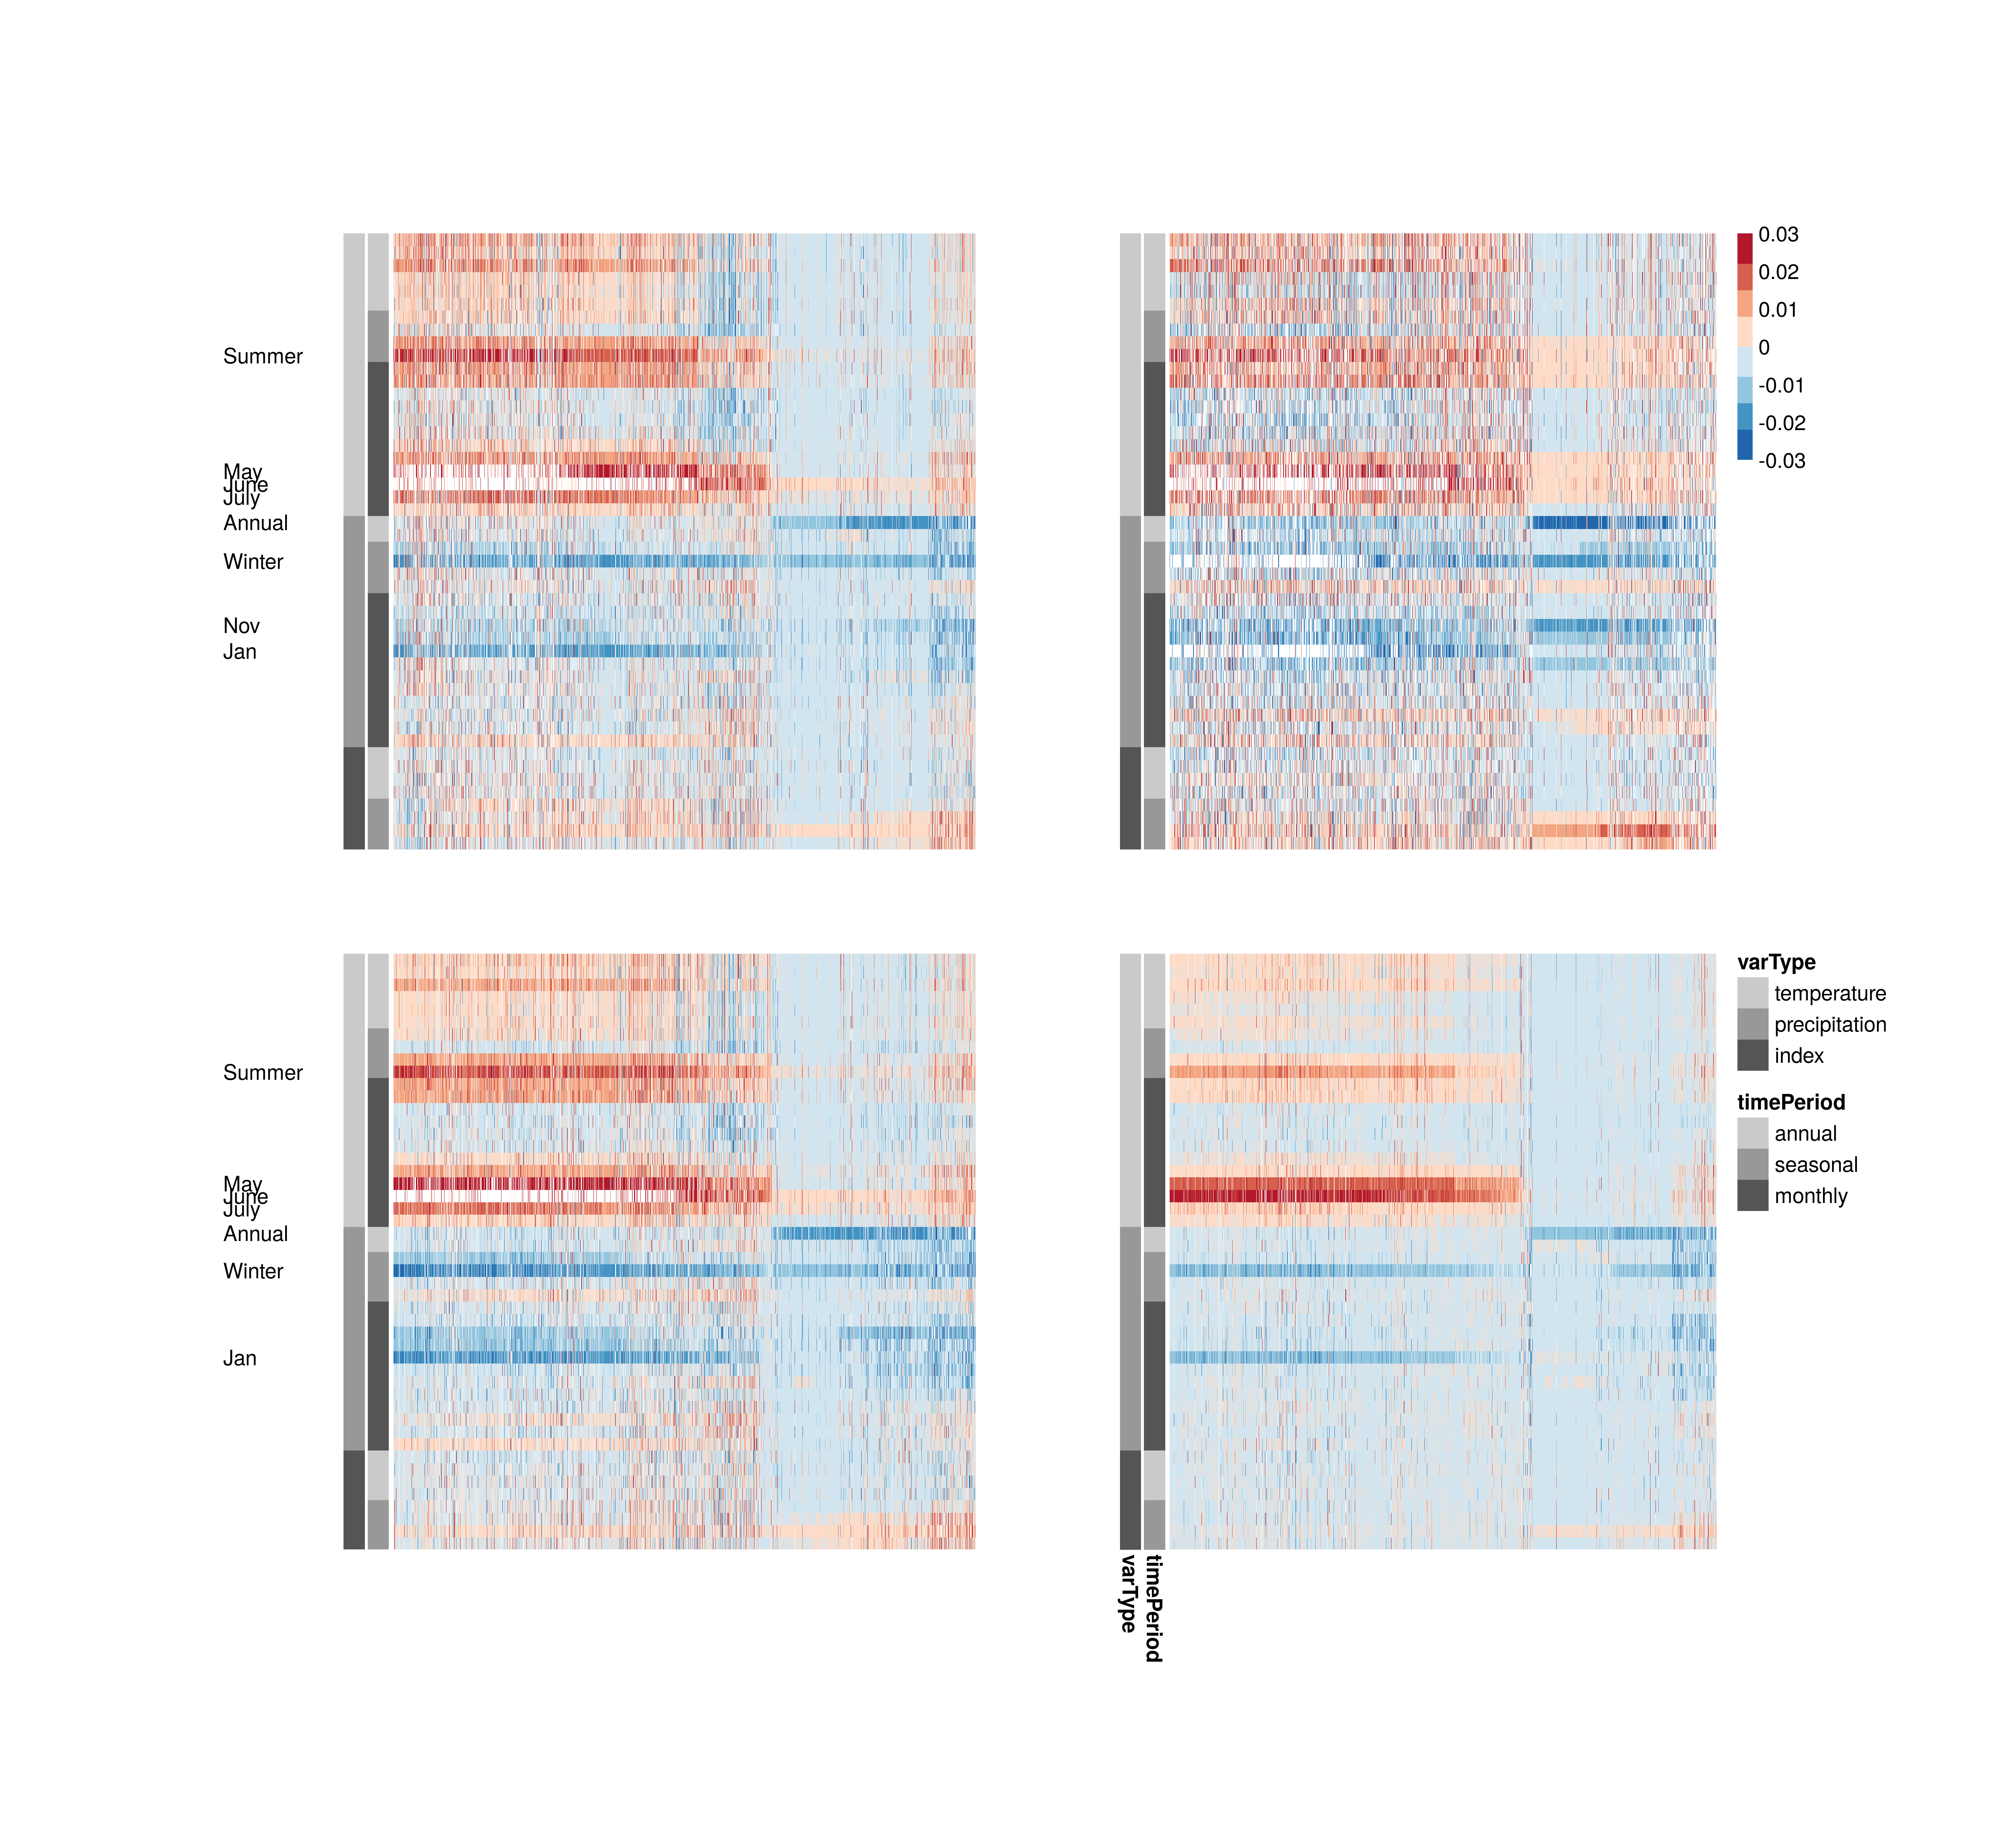 0.03
0.02
0.01
0
-0.01
-0.02
-0.03
Summer
May
June
July
Annual
Winter
Nov
Jan
varType
temperature
precipitation
index
timePeriod
annual
seasonal
monthly
Summer
May
June
July
Annual
Winter
Jan
varType
timePeriod